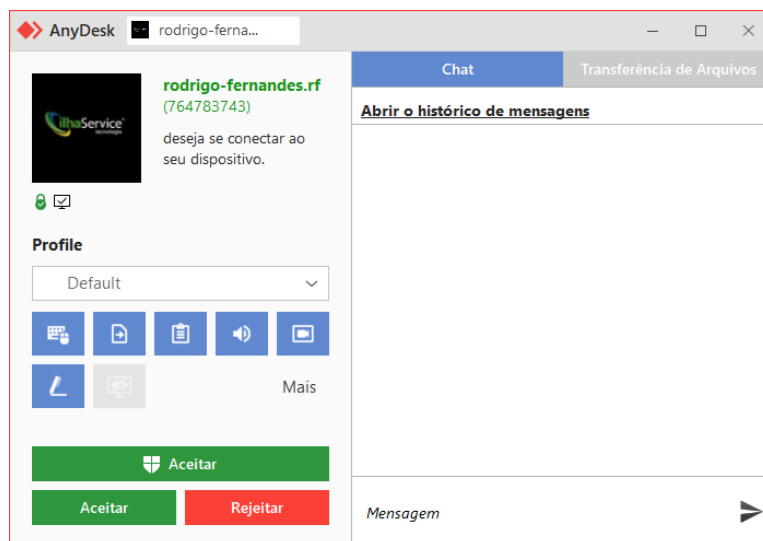 AnyDesk
rodrigo-ferna...
ilhaService
tecnologia
rodrigo-fernandes.rf
(764783743)
deseja se conectar ao
seu dispositivo.
Profile
Default
Mais
Aceitar
Aceitar
Rejeitar
Chat
Transferência de Arquivos
Abrir o histórico de mensagens
Mensagem